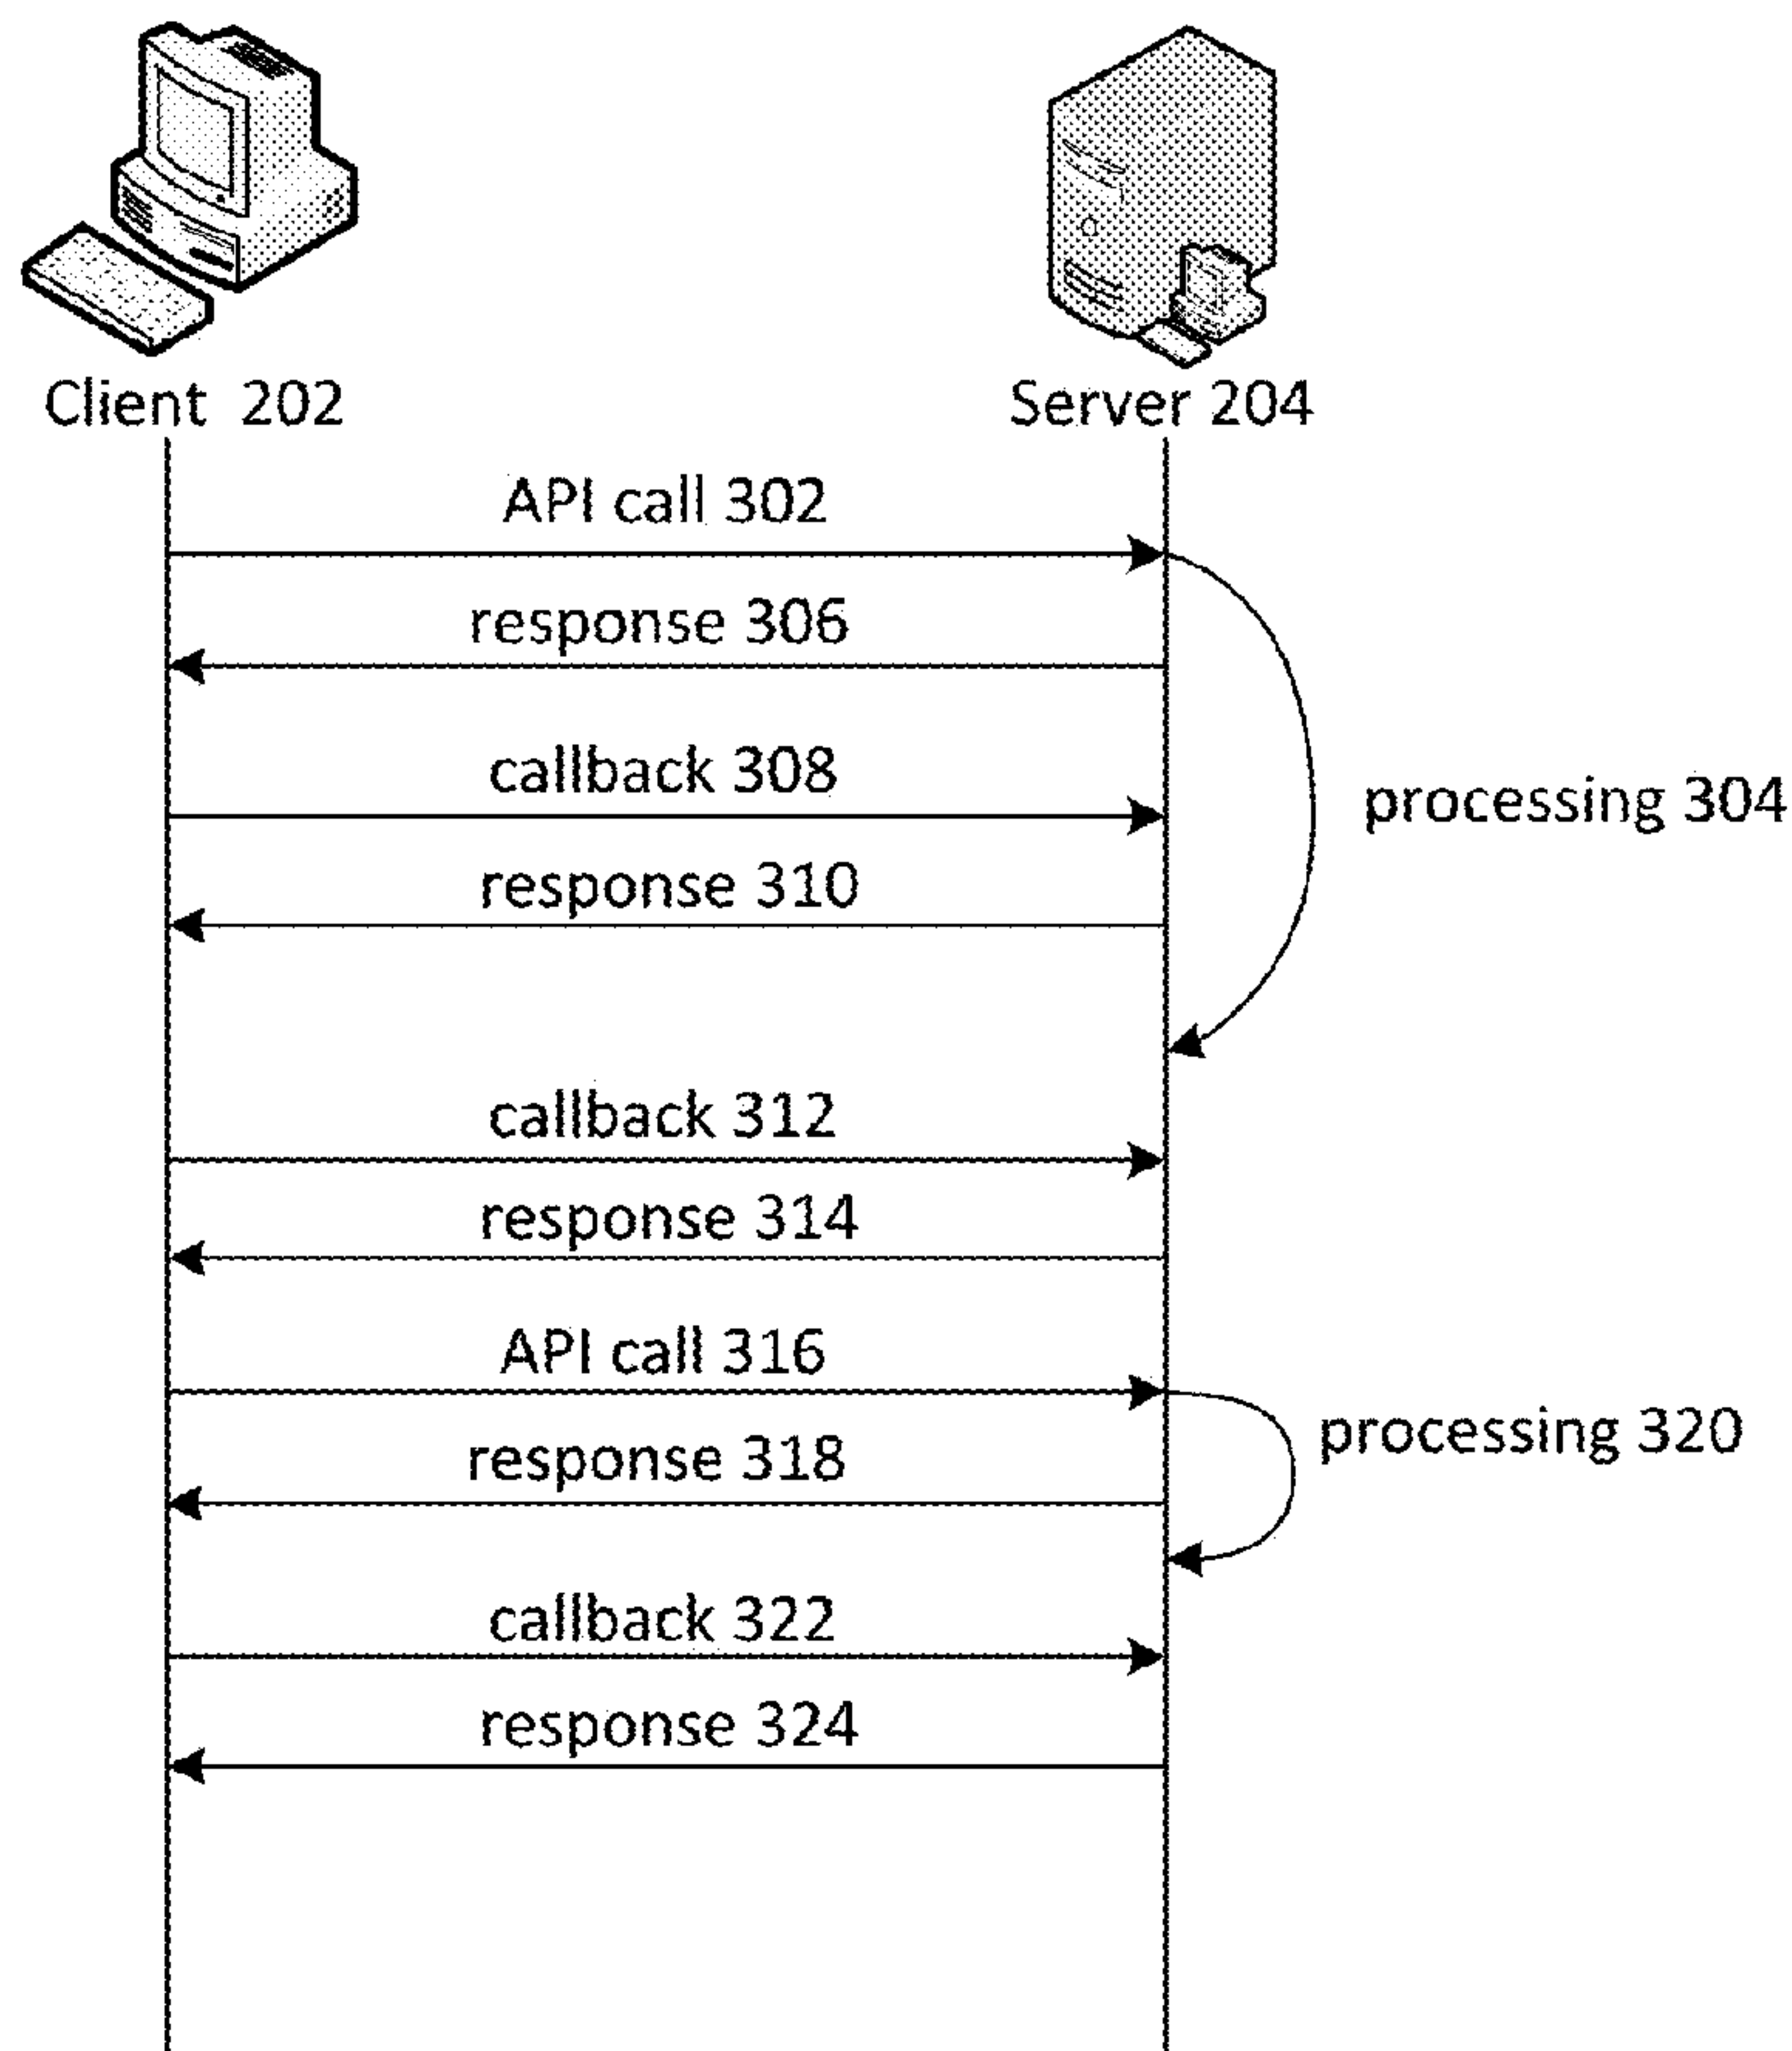 Client 202
Server 204
API call 302
response 306
callback 308
processing 304
response 310
callback 312
response 314
API call 316
processing 320
response 318
callback 322
response 324